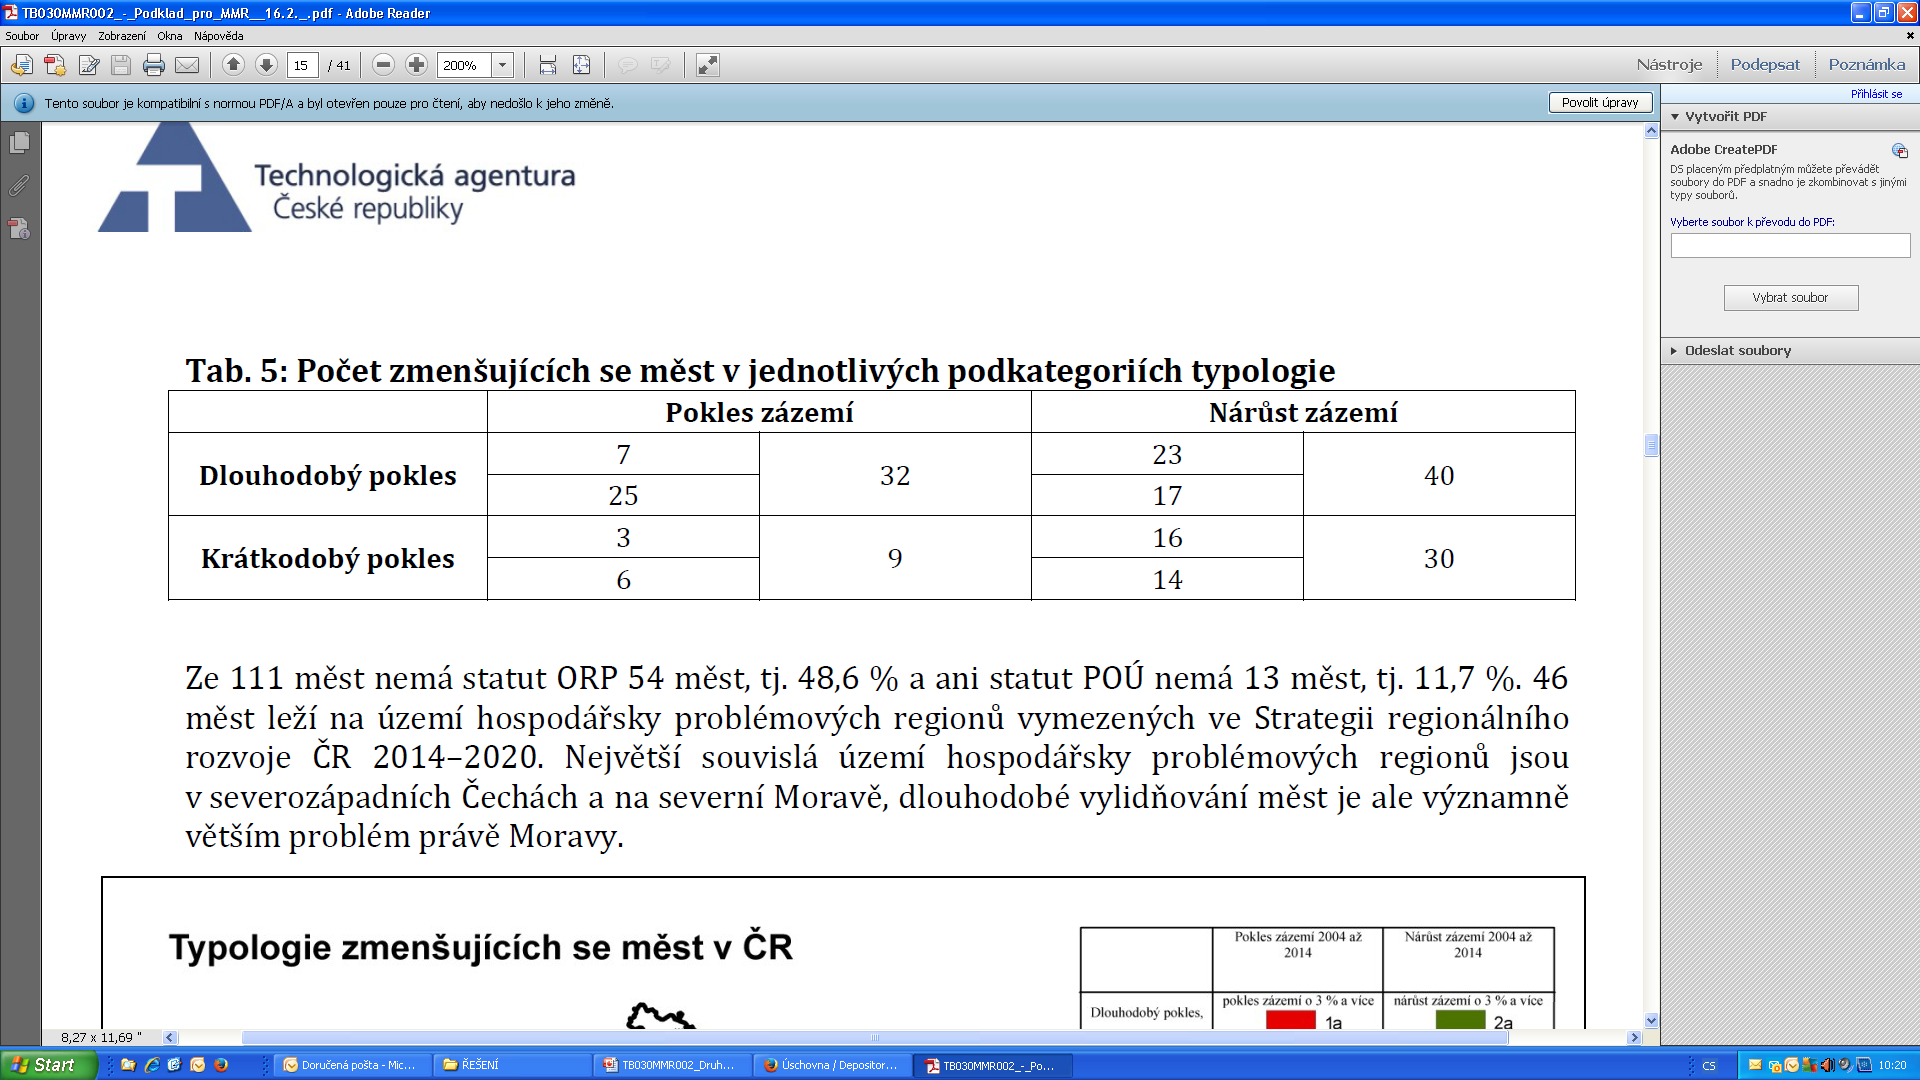 TB030MMR002_-_Podklad_pro_MMR__16.2._.pdf - Adobe Reader
Soubor Úpravy Zobrazení Okna Nápověda
15 / 41 200% Nástroje Podepsat Poznámka
Tento soubor je kompatibilní s normou PDF/A a byl otevřen pouze pro čtení, aby nedošlo k jeho změně. Povolit úpravy
Přihlásit se
Vytvořit PDF
Adobe CreatePDF
DS placeným předplatným můžete převádět
soubory do PDF a snadno je zkombinovat s jinými
typy souborů.
Vyberte soubor k převodu do PDF:
Vybrat soubor
Odeslat soubory
T
Technologická agentura
České republiky
Tab. 5: Počet zmenšujících se měst v jednotlivých podkategoriích typologie
Pokles zázemí Nárůst zázemí
Dlouhodobý pokles 7 32 23 40
25 17
Krátkodobý pokles 3 9 16 30
6 14
Ze 111 měst nemá statut ORP 54 měst, tj. 48,6 % a ani statut POÚ nemá 13 měst, tj. 11,7 %. 46
měst leží na území hospodářsky problémových regionů vymezených ve Strategii regionálního
rozvoje ČR 2014–2020. Největší souvislá území hospodářsky problémových regionů jsou
v severozápadních Čechách a na severní Moravě, dlouhodobé vylidňování měst je ale významně
větším problém právě Moravy.
Typologie zmenšujících se měst v ČR
Pokles zázemí 2004 až
2014
Nárůst zázemí 2004 až
2014
Dlouhodobý pokles,
pokles zázemí o 3 % a více
1a
nárůst zázemí o 3 % a více
2a
8,27 x 11,69 "
Start Doručená pošta - Mic... ŘEŠENÍ TB030MMR002_Druh... Úschovna / Depositor... TB030MMR002_-_Po... CS 10:20